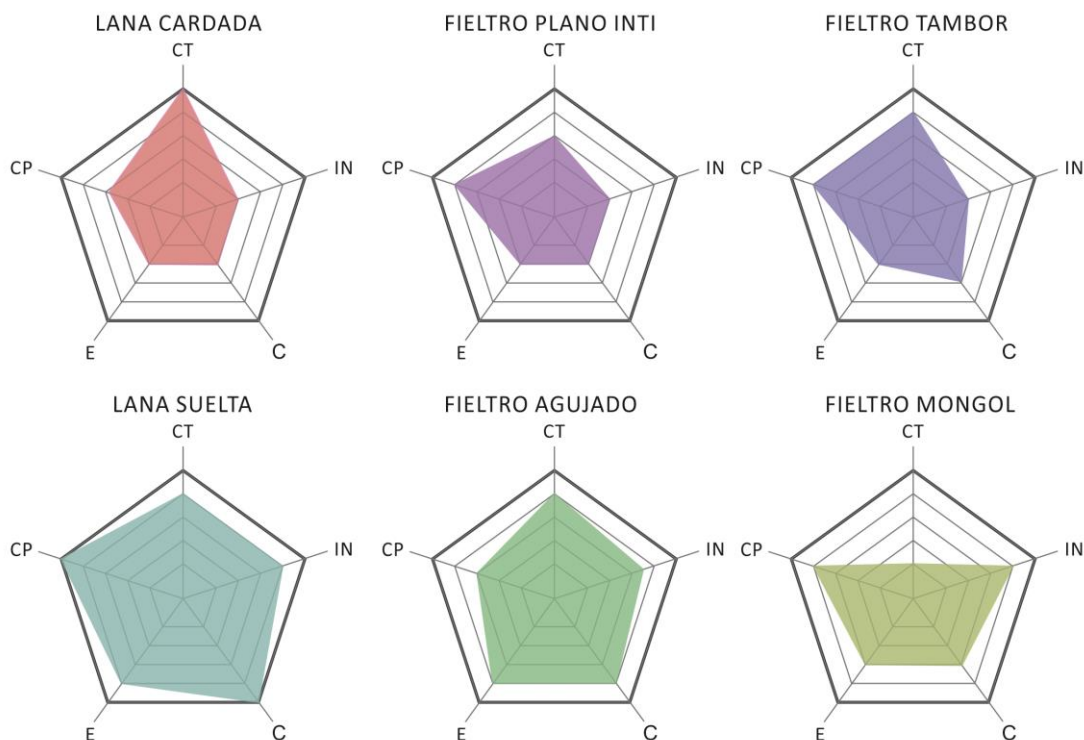 LANA CARDADA
CT
CP
IN
E
C
FIELTRO PLANO INTI
CT
CP
IN
E
C
FIELTRO TAMBOR
CT
CP
IN
E
C
LANA SUELTA
CT
CP
IN
E
C
FIELTRO AGUJADO
CT
CP
IN
E
C
FIELTRO MONGOL
CT
CP
IN
E
C